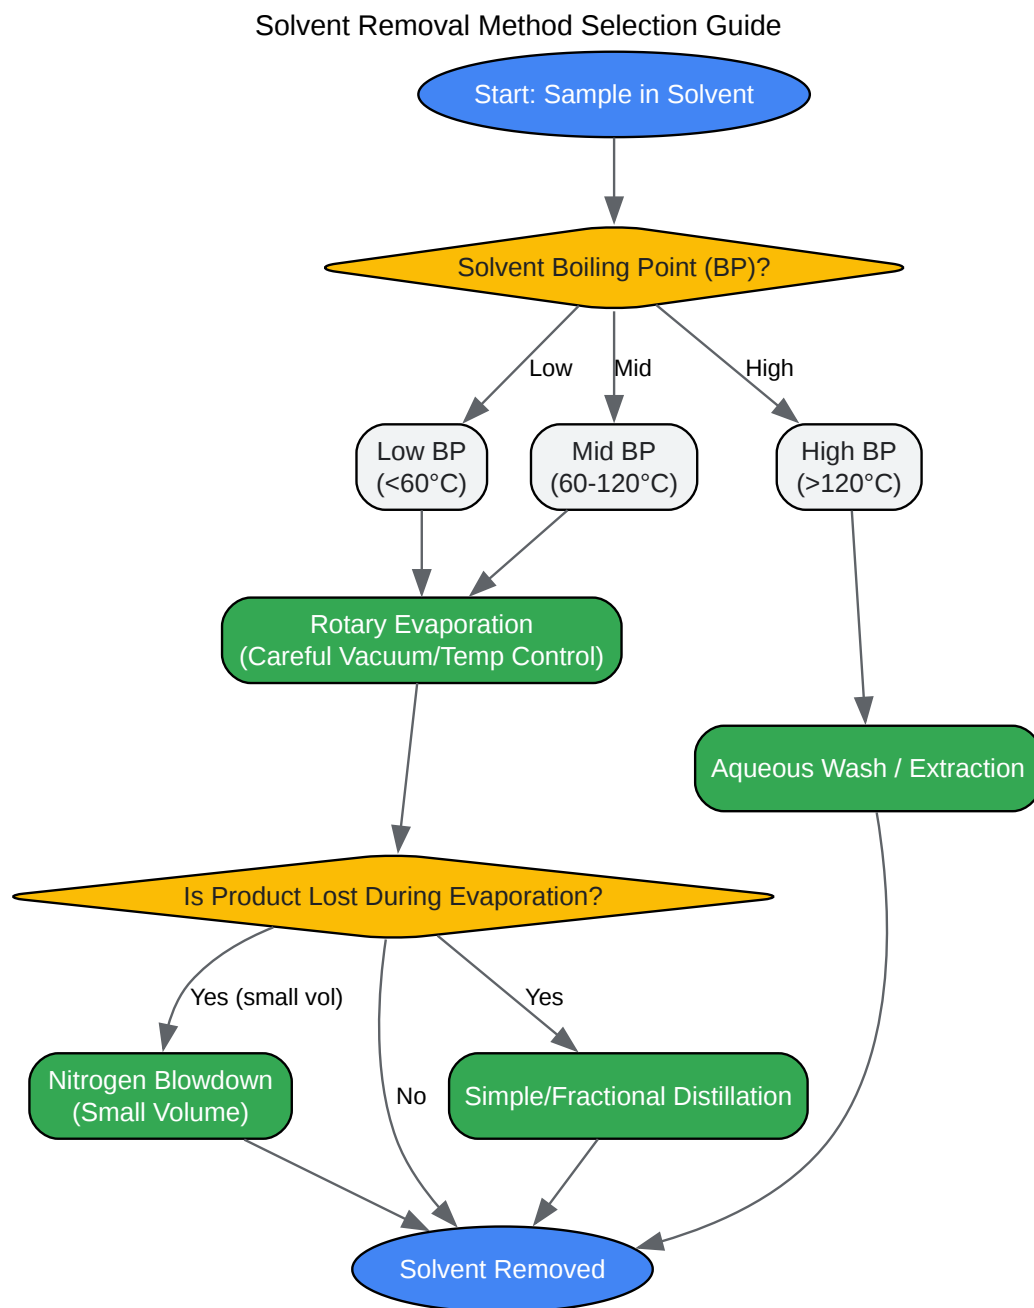 Solvent Removal Method Selection Guide
Start: Sample in Solvent
Solvent Boiling Point (BP)?
Low
Mid
High
Low BP
(<60°C)
Mid BP
(60-120°C)
High BP
(>120°C)
Rotary Evaporation
(Careful Vacuum/Temp Control)
Aqueous Wash / Extraction
Is Product Lost During Evaporation?
Yes (small vol)
Yes
Nitrogen Blowdown
(Small Volume)
No
Simple/Fractional Distillation
Solvent Removed